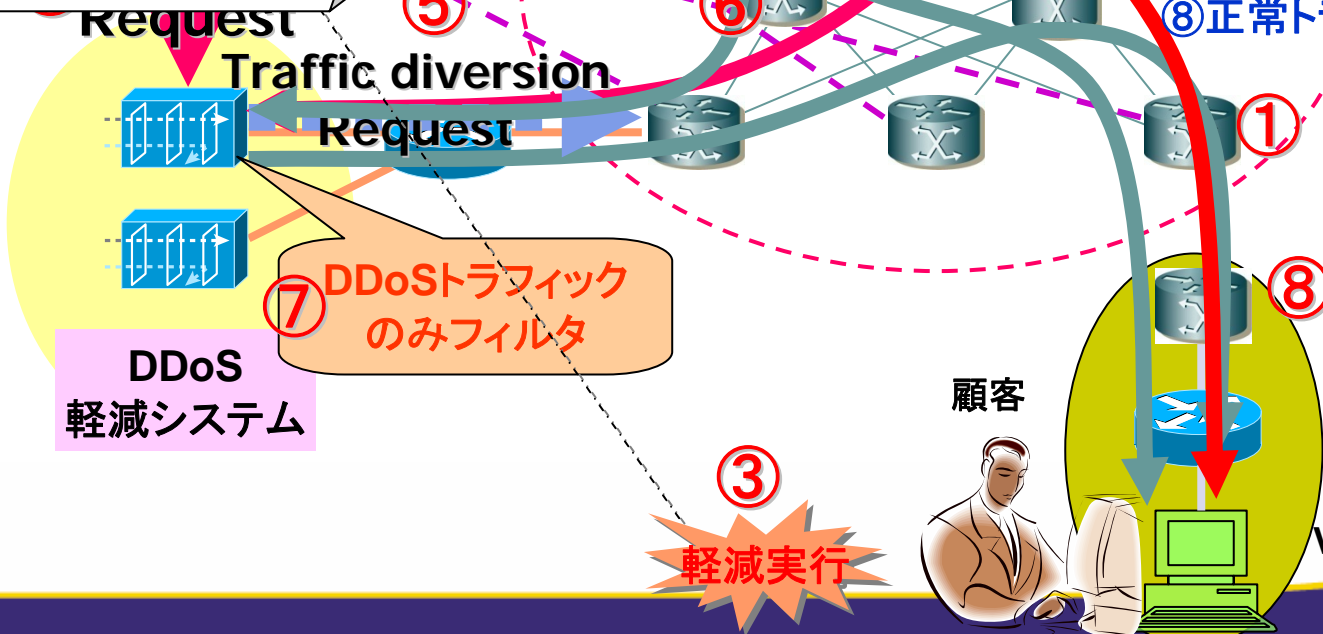 Request
⑤
⑥
⑧正常ト
Traffic diversion
Request
①
⑦
DDoSトラフィック
のみフィルタ
⑧
DDoS
軽減システム
顧客
③
軽減実行